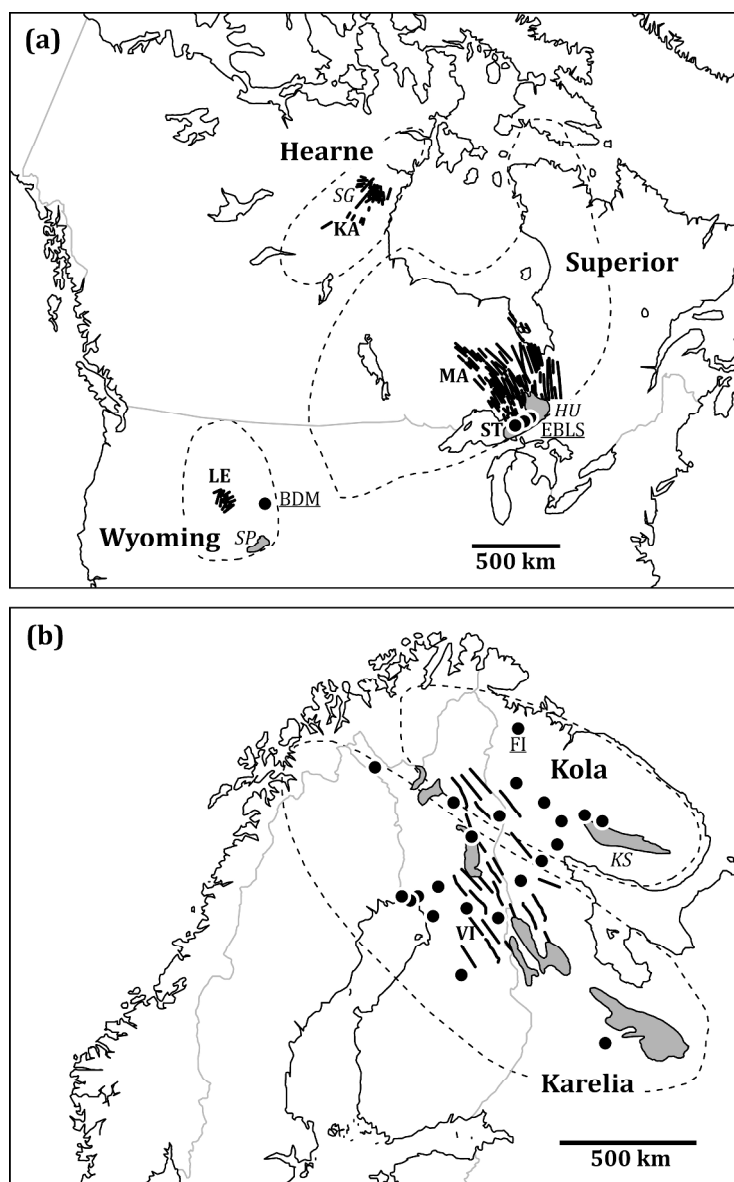 (a)
Hearne
SG
KA
Superior
MA
HU
ST
EBLS
LE
BDM
Wyoming
SP
500 km
(b)
FI
Kola
KS
VI
Karelia
500 km